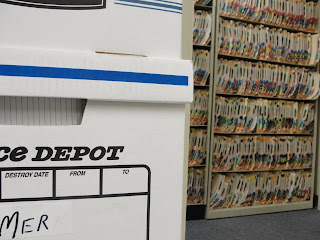 ce DEPOT
DESTROY DATE FROM TO
MER